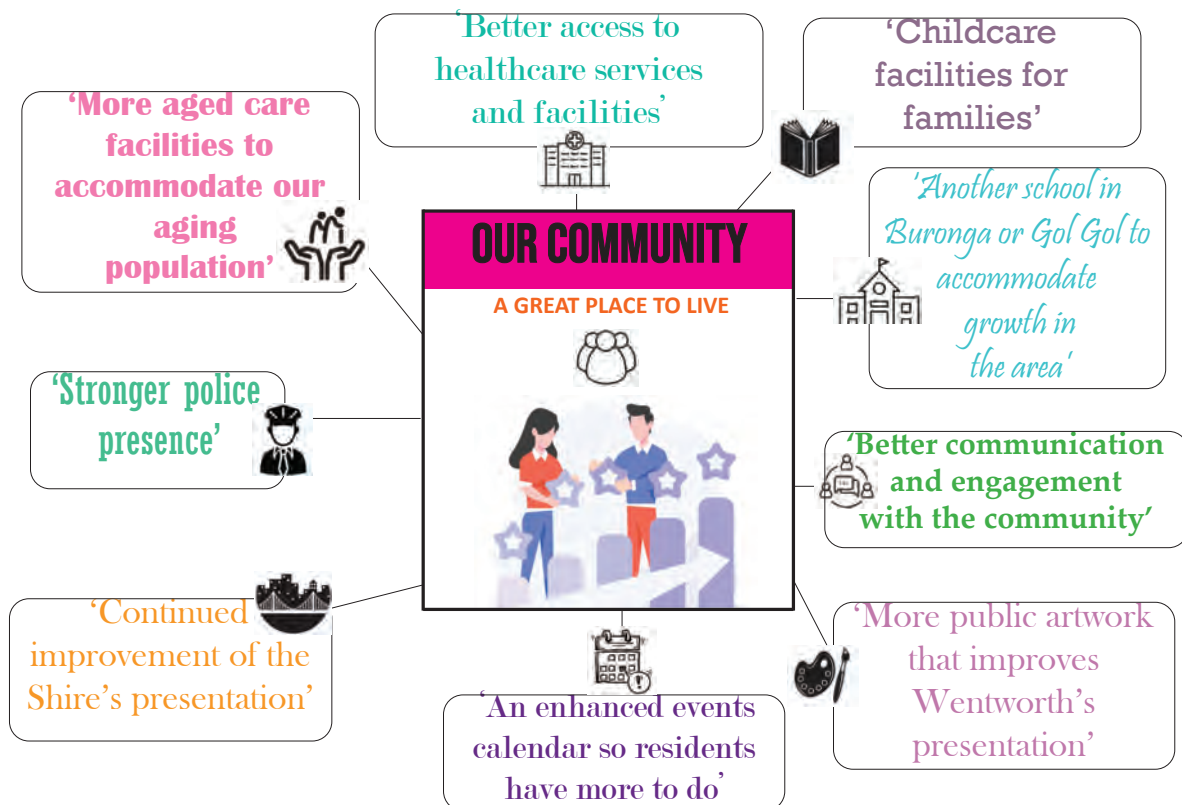 ‘Better access to
healthcare services
and facilities’
‘Childcare
facilities for
families’
‘More aged care
facilities to
accommodate our
aging
population’
‘Another school in
Buronga or Gol Gol to
accommodate
growth in
the area’
OUR COMMUNITY
A GREAT PLACE TO LIVE
‘Stronger police
presence’
‘Better communication
and engagement
with the community’
‘Continued
improvement of the
Shire’s presentation’
‘An enhanced events
calendar so residents
have more to do’
‘More public artwork
that improves
Wentworth’s
presentation’